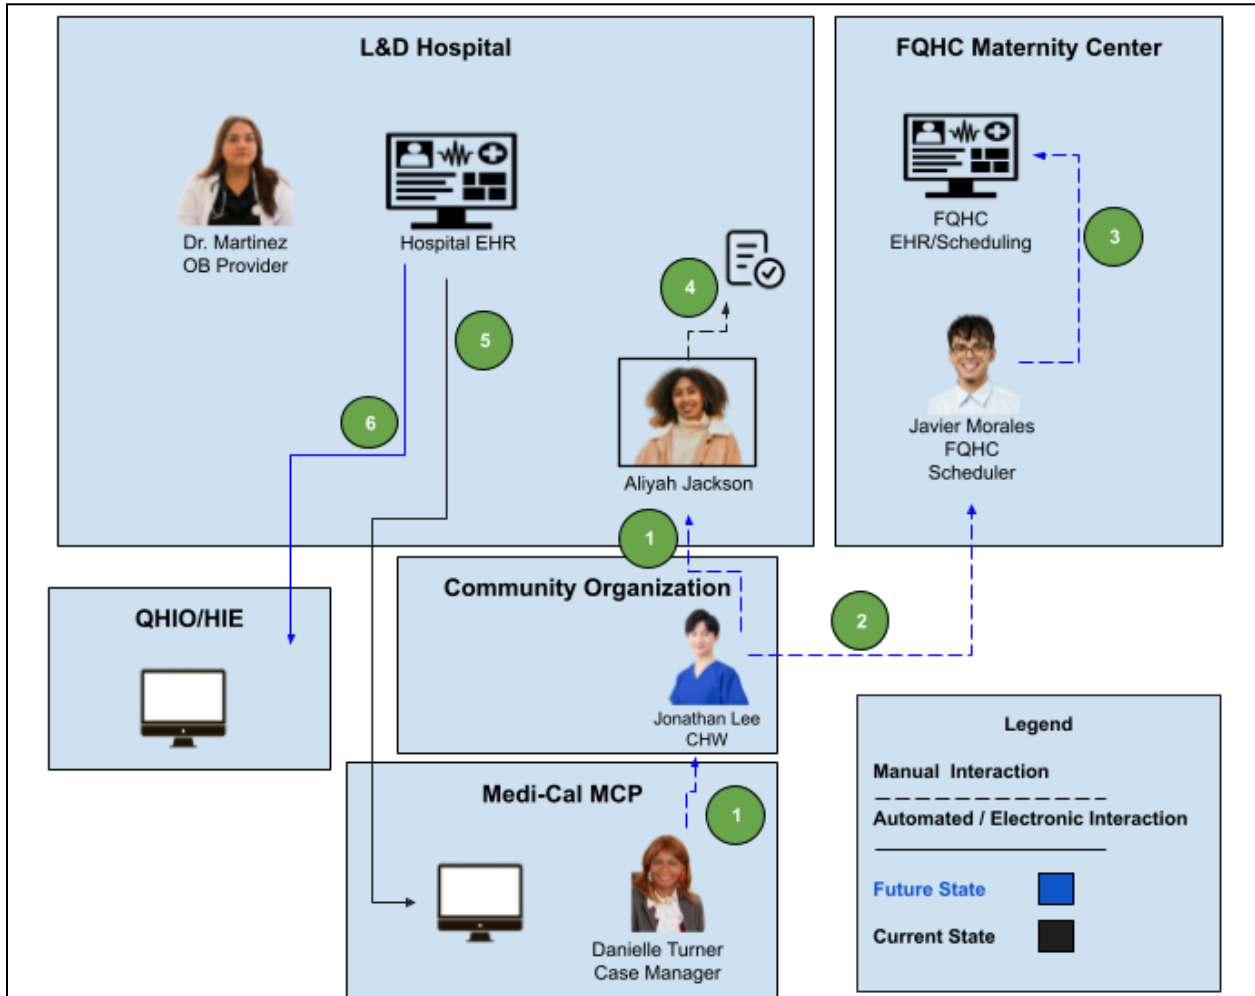 L&D Hospital
Dr. Martinez
OB Provider
Hospital EHR
4
5
6
Aliyah Jackson
1
FQHC Maternity Center
FQHC
EHR/Scheduling
3
Javier Morales
FQHC
Scheduler
QHIO/HIE
Community Organization
2
Jonathan Lee
CHW
Medi-Cal MCP
1
Danielle Turner
Case Manager
Legend
Manual Interaction
Automated / Electronic Interaction
Future State
Current State